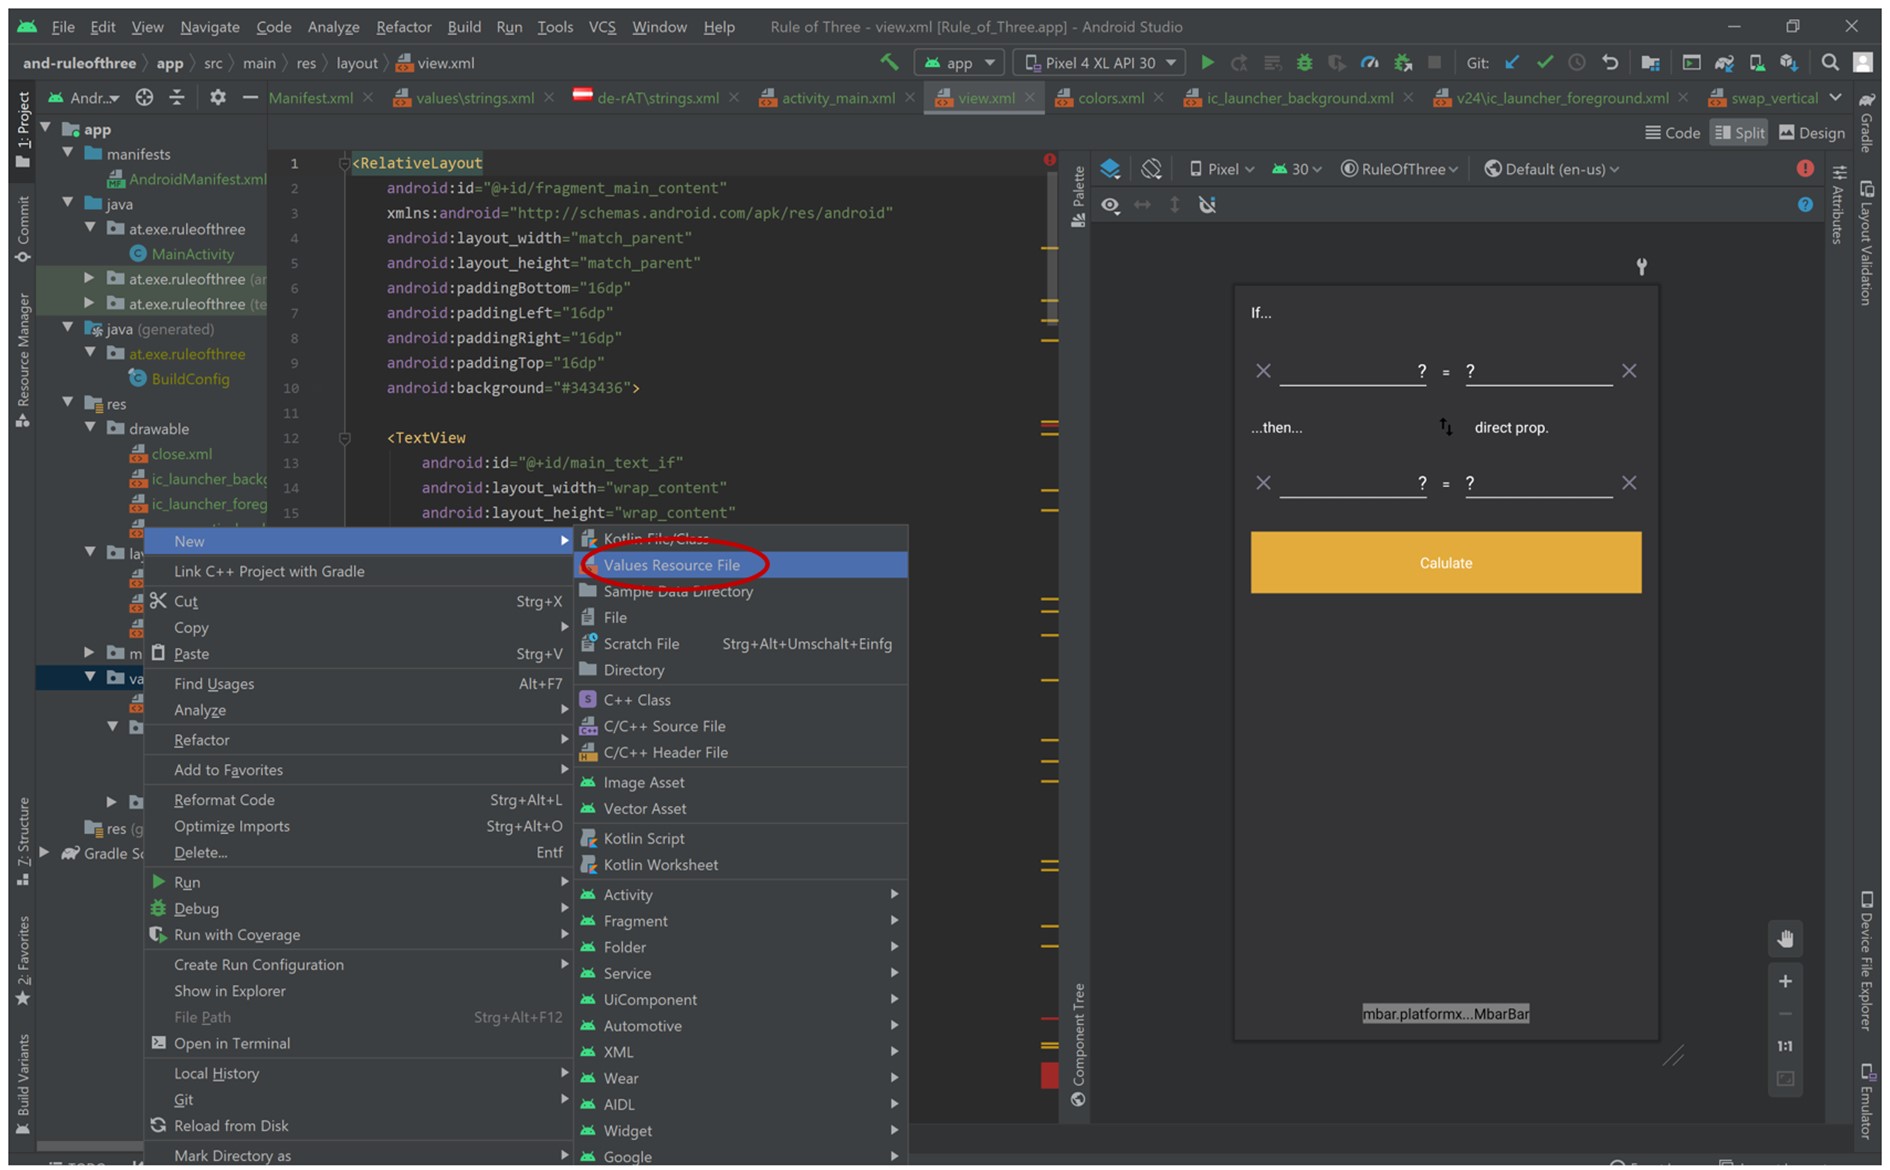 File Edit View Navigate Code Analyze Refactor Build Run Tools VCS Window Help Rule of Three - view.xml [Rule_of_Three.app] - Android Studio
and-ruleofthree app src main res layout view.xml app Pixel 4 XL API 30 Git:
1: Project
Andr...
Manifest.xml values\strings.xml de-rAT\strings.xml activity_main.xml view.xml colors.xml ic_launcher_background.xml v24\ic_launcher_foreground.xml swap_vertical
Code Split Design
Gradle
Commit
Resource Manager
7: Structure
2: Favorites
Build Variants
app
manifests
AndroidManifest.xml
java
at.exe.ruleofthree
MainActivity
at.exe.ruleofthree (ar
at.exe.ruleofthree (te
java (generated)
at.exe.ruleofthree
BuildConfig
res
drawable
close.xml
ic_launcher_backg
ic_launcher_foreg
lay
m
va
res (g
Gradle Sc
1 <RelativeLayout
2 android:id="@+id/fragment_main_content"
3 xmlns:android="http://schemas.android.com/apk/res/android"
4 android:layout_width="match_parent"
5 android:layout_height="match_parent"
6 android:paddingBottom="16dp"
7 android:paddingLeft="16dp"
8 android:paddingRight="16dp"
9 android:paddingTop="16dp"
10 android:background="#343436">
11
12 <TextView
13 android:id="@+id/main_text_if"
14 android:layout_width="wrap_content"
15 android:layout_height="wrap_content"
New
Link C++ Project with Gradle
Cut Strg+X
Copy
Paste Strg+V
Find Usages Alt+F7
Analyze
Refactor
Add to Favorites
Reformat Code Strg+Alt+L
Optimize Imports Strg+Alt+O
Delete... Entf
Run
Debug
Run with Coverage
Create Run Configuration
Show in Explorer
File Path Strg+Alt+F12
Open in Terminal
Local History
Git
Reload from Disk
Mark Directory as
Kotlin File/Class
Values Resource File
Sample Data Directory
File
Scratch File Strg+Alt+Umschalt+Einfg
Directory
C++ Class
C/C++ Source File
C/C++ Header File
Image Asset
Vector Asset
Kotlin Script
Kotlin Worksheet
Activity
Fragment
Folder
Service
UiComponent
Automotive
XML
Wear
AIDL
Widget
Google
Palette
Component Tree
Pixel 30 RuleOfThree Default (en-us)
If...
? = ?
...then... direct prop.
? = ?
Calulate
mbar.platformx...MbarBar
1:1
Attributes
Layout Validation
Device File Explorer
Emulator